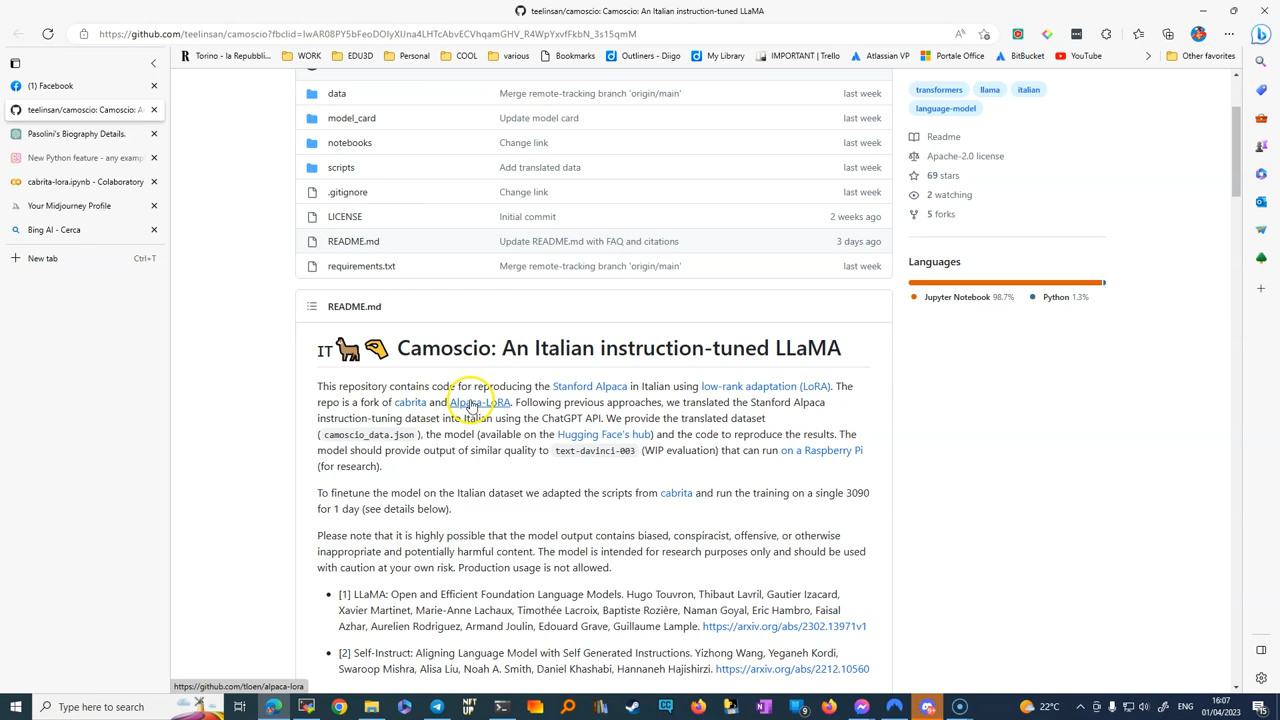 teelinsan/camoscio: Camoscio: An Italian instruction-tuned LLaMA
https://github.com/teelinsan/camoscio?fbclid=IwAR08PY5bFeoDOIyXlJna4LHTcAbvECVhqamGHV_R4WpYxvfFkbN_3s15qmM
Torino - la Repubbli...
WORK
EDUID
Personal
COOL
various
Bookmarks
Outliners - Diigo
My Library
IMPORTANTE | Trello
Atlassian VP
Portale Office
BitBucket
YouTube
Other favorites
(1) Facebook
teelinsan/camoscio: Camoscio: A
Pasolini's Biography Details.
New Python feature - any examp
cabrita-lora.ipynb - Colaboratory
Your Midjourney Profile
Bing AI - Cerca
New tab
Ctrl+T
data
Merge remote-tracking branch 'origin/main'
last week
model_card
Update model card
last week
notebooks
Change link
last week
scripts
Add translated data
last week
.gitignore
Change link
last week
LICENSE
Initial commit
2 weeks ago
README.md
Update README.md with FAQ and citations
3 days ago
requirements.txt
Merge remote-tracking branch 'origin/main'
last week
transformers
llama
italian
language-model
Readme
Apache-2.0 license
69 stars
2 watching
5 forks
Languages
Jupyter Notebook 98.7%
Python 1.3%
README.md
IT🐐🤏 Camoscio: An Italian instruction-tuned LLaMA
This repository contains code for reproducing the Stanford Alpaca in Italian using low-rank adaptation (LoRA). The
repo is a fork of cabrita and Alpaca-LoRA. Following previous approaches, we translated the Stanford Alpaca
instruction-tuning dataset into Italian using the ChatGPT API. We provide the translated dataset
( camoscio_data.json ), the model (available on the Hugging Face's hub) and the code to reproduce the results. The
model should provide output of similar quality to text-davinci-003 (WIP evaluation) that can run on a Raspberry Pi
(for research).
To finetune the model on the Italian dataset we adapted the scripts from cabrita and run the training on a single 3090
for 1 day (see details below).
Please note that it is highly possible that the model output contains biased, conspiracist, offensive, or otherwise
inappropriate and potentially harmful content. The model is intended for research purposes only and should be used
with caution at your own risk. Production usage is not allowed.
[1] LLaMA: Open and Efficient Foundation Language Models. Hugo Touvron, Thibaut Lavril, Gautier Izacard,
Xavier Martinet, Marie-Anne Lachaux, Timothée Lacroix, Baptiste Rozière, Naman Goyal, Eric Hambro, Faisal
Azhar, Aurelien Rodriguez, Armand Joulin, Edouard Grave, Guillaume Lample. https://arxiv.org/abs/2302.13971v1
[2] Self-Instruct: Aligning Language Model with Self Generated Instructions. Yizhong Wang, Yeganeh Kordi,
Swaroop Mishra, Alisa Liu, Noah A. Smith, Daniel Khashabi, Hannaneh Hajishirzi. https://arxiv.org/abs/2212.10560
https://github.com/tloen/alpaca-lora
Type here to search
NFT
UP
22°C
ENG
16:07
01/04/2023